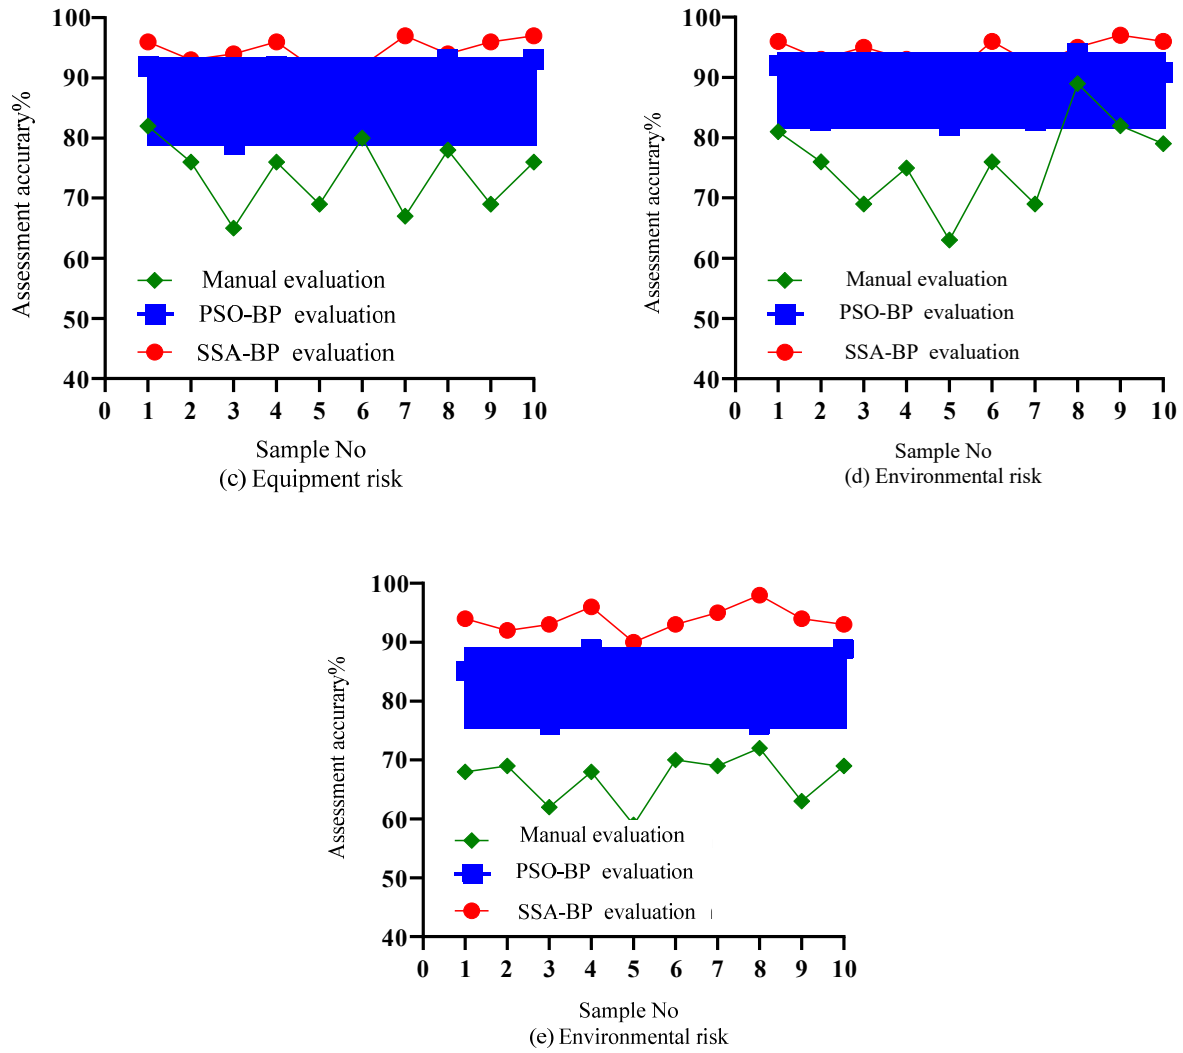 100
90
80
70
60
50
40
0 1 2 3 4 5 6 7 8 9 10
Assessment accurary%
Manual evaluation
PSO-BP evaluation
SSA-BP evaluation
Sample No
(c) Equipment risk
100
90
80
70
60
50
40
0 1 2 3 4 5 6 7 8 9 10
Assessment accurary%
Manual evaluation
PSO-BP evaluation
SSA-BP evaluation
Sample No
(d) Environmental risk
100
90
80
70
60
50
40
0 1 2 3 4 5 6 7 8 9 10
Assessment accurary%
Manual evaluation
PSO-BP evaluation
SSA-BP evaluation
Sample No
(e) Environmental risk